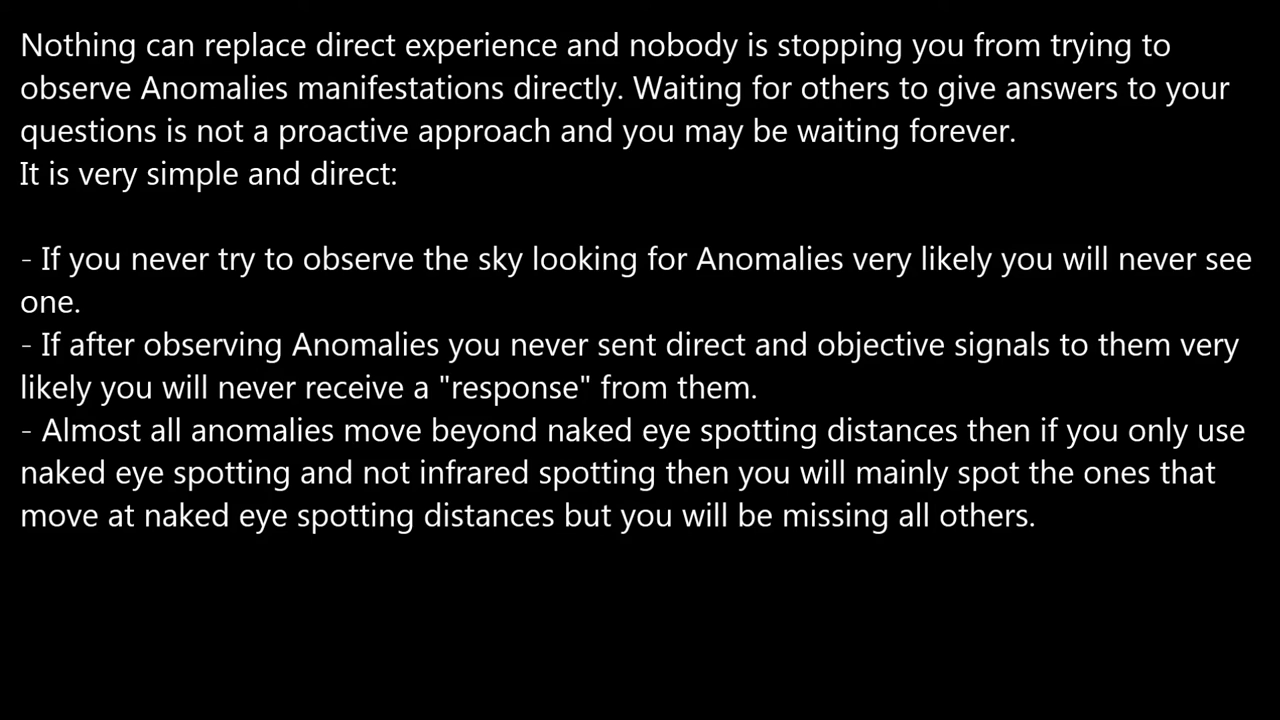 Nothing can replace direct experience and nobody is stopping you from trying to
observe Anomalies manifestations directly. Waiting for others to give answers to your
questions is not a proactive approach and you may be waiting forever.
It is very simple and direct:
- If you never try to observe the sky looking for Anomalies very likely you will never see
one.
- If after observing Anomalies you never sent direct and objective signals to them very
likely you will never receive a "response" from them.
- Almost all anomalies move beyond naked eye spotting distances then if you only use
naked eye spotting and not infrared spotting then you will mainly spot the ones that
move at naked eye spotting distances but you will be missing all others.